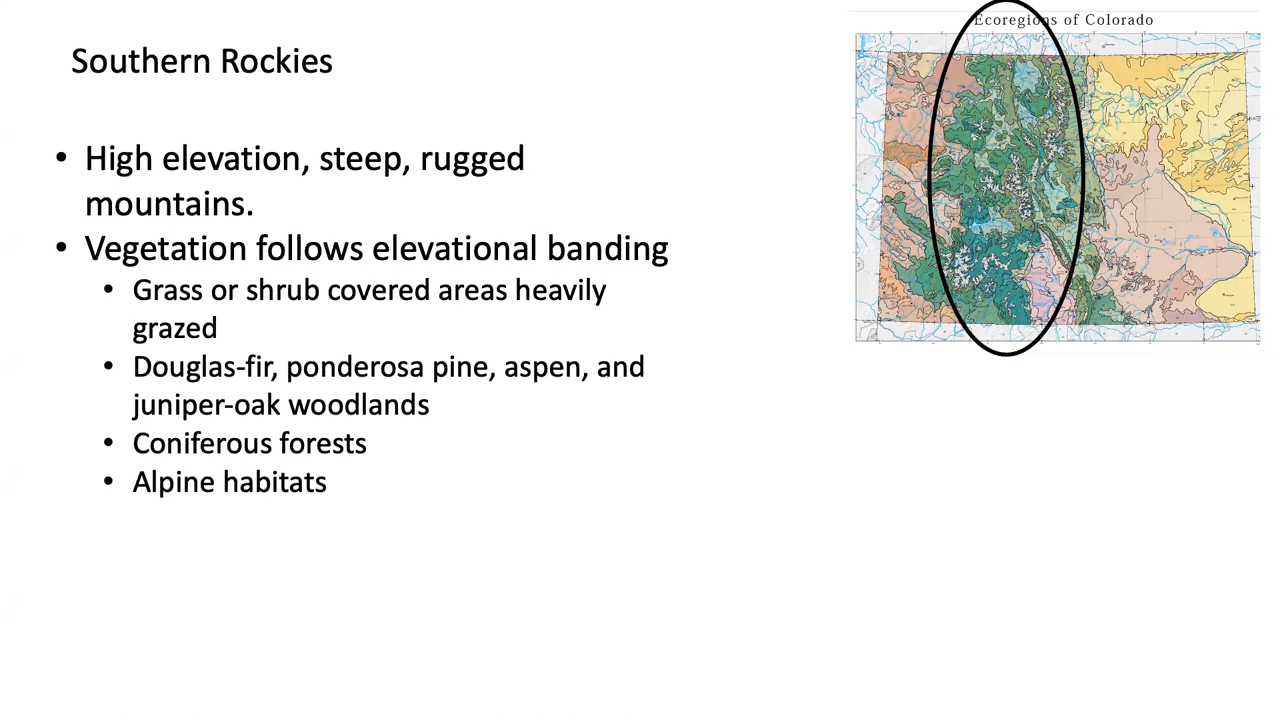 Ecoregions of Colorado
Southern Rockies
• High elevation, steep, rugged
mountains.
• Vegetation follows elevational banding
• Grass or shrub covered areas heavily
grazed
• Douglas-fir, ponderosa pine, aspen, and
juniper-oak woodlands
• Coniferous forests
• Alpine habitats